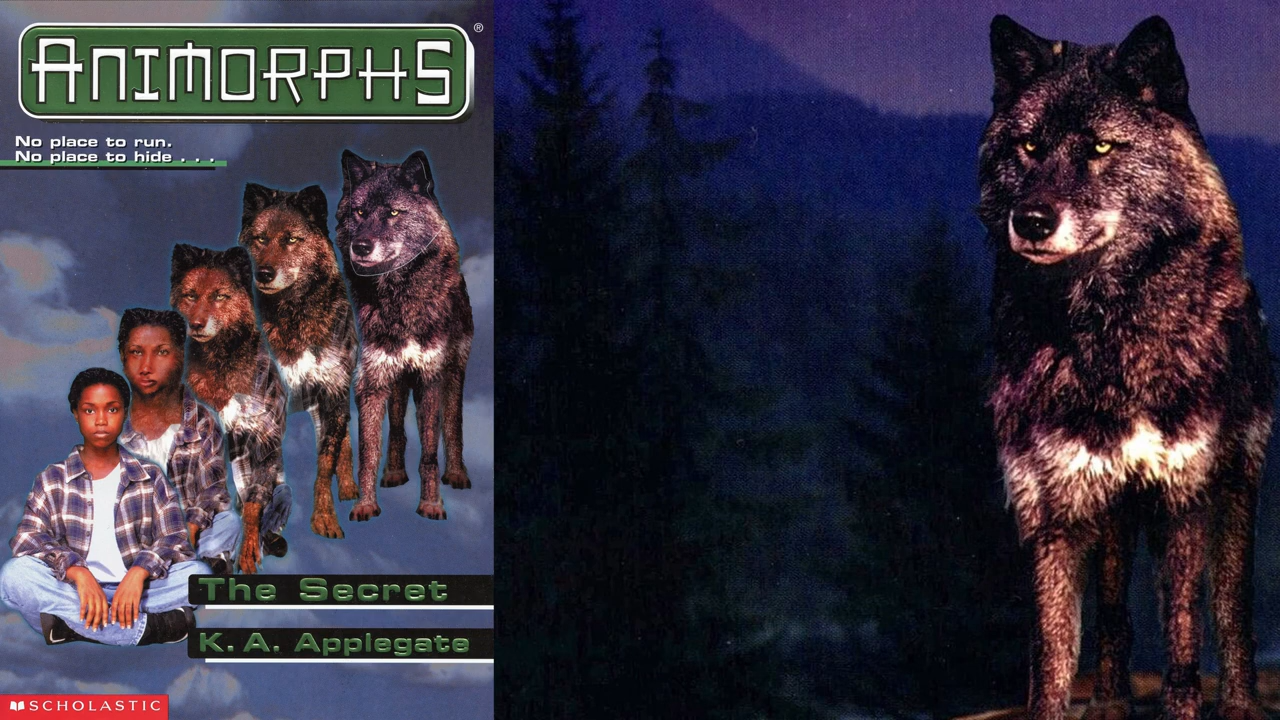 ANIMORPHS®
No place to run.
No place to hide . . .
The Secret
K. A. Applegate
SCHOLASTIC